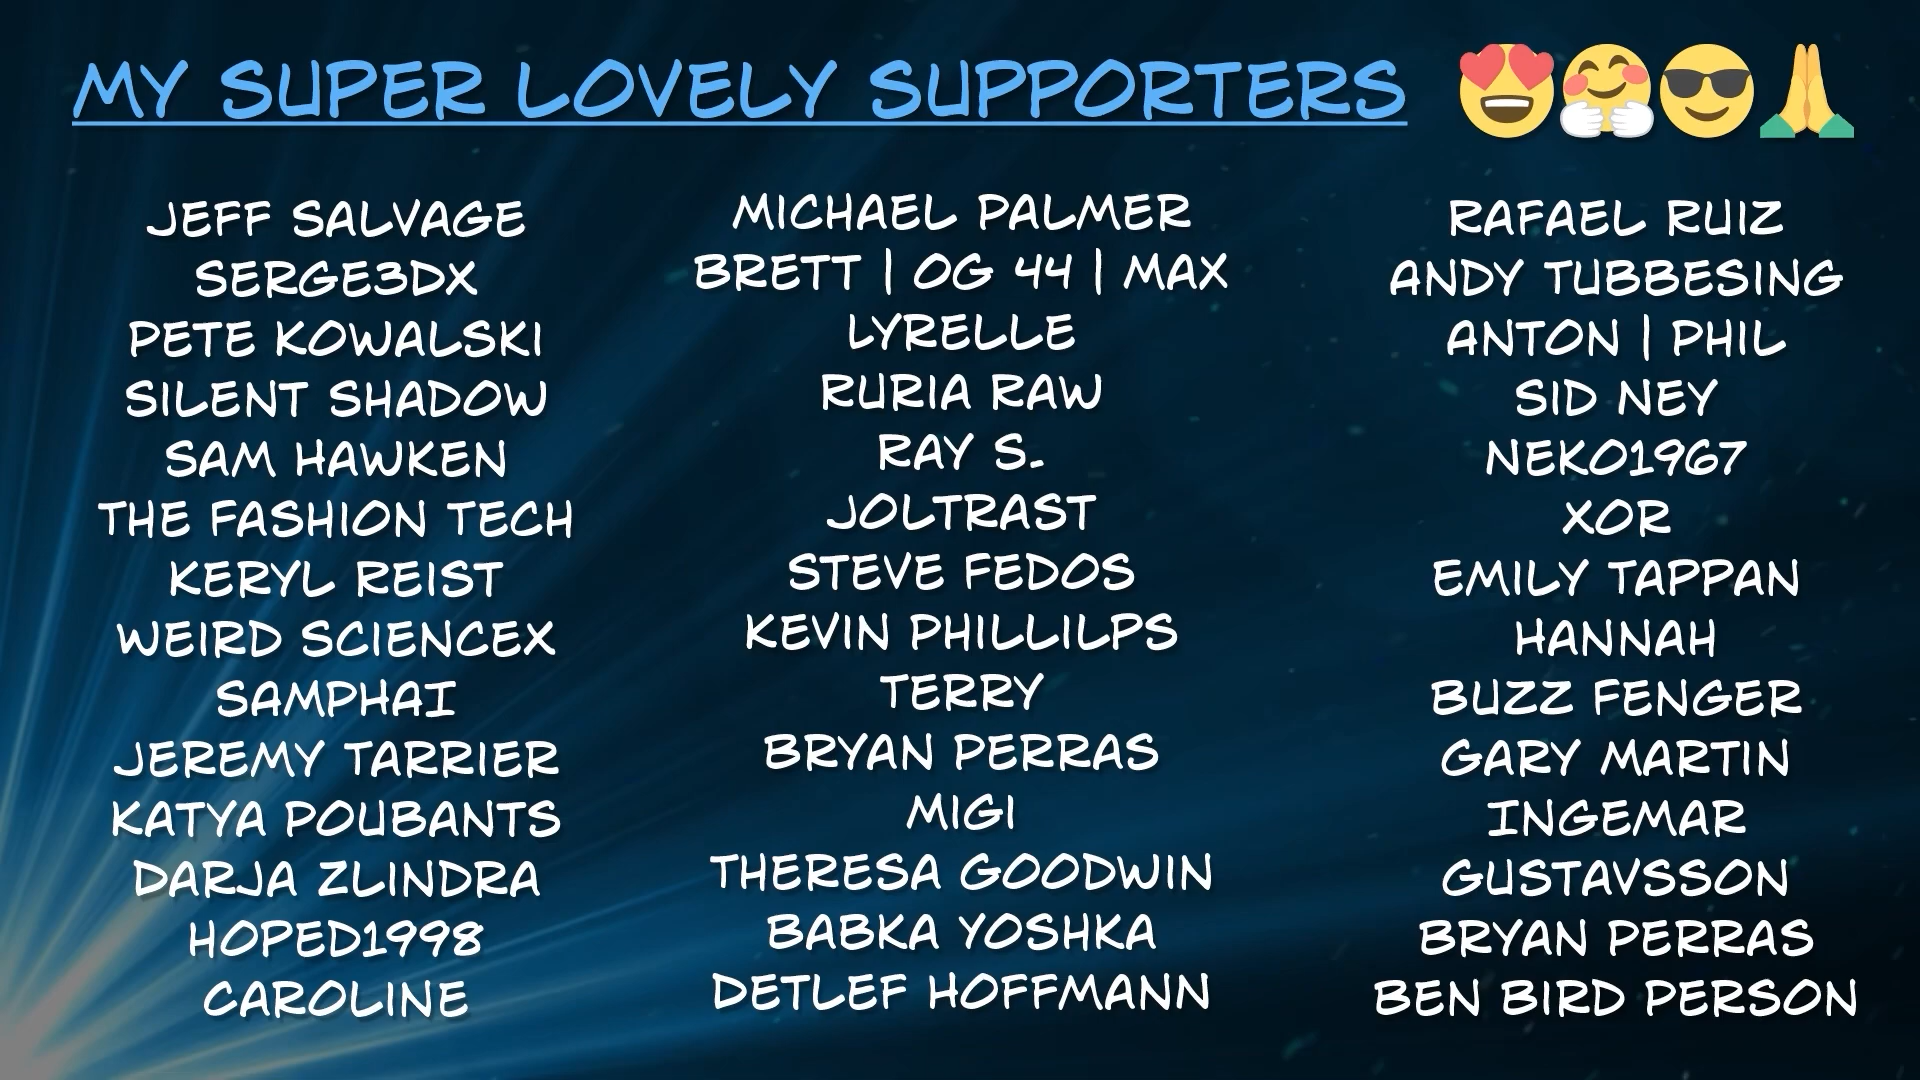 MY SUPER LOVELY SUPPORTERS 😍🤗😎🙏
JEFF SALVAGE
SERGE3DX
PETE KOWALSKI
SILENT SHADOW
SAM HAWKEN
THE FASHION TECH
KERYL REIST
WEIRD SCIENCEX
SAMPHAI
JEREMY TARRIER
KATYA POUBANTS
DARJA ZLINDRA
HOPED1998
CAROLINE
MICHAEL PALMER
BRETT | OG 44 | MAX
LYRELLE
RURIA RAW
RAY S.
JOLTRAST
STEVE FEDOS
KEVIN PHILLILPS
TERRY
BRYAN PERRAS
MIGI
THERESA GOODWIN
BABKA YOSHKA
DETLEF HOFFMANN
RAFAEL RUIZ
ANDY TUBBESING
ANTON | PHIL
SID NEY
NEKO1967
XOR
EMILY TAPPAN
HANNAH
BUZZ FENGER
GARY MARTIN
INGEMAR
GUSTAVSSON
BRYAN PERRAS
BEN BIRD PERSON